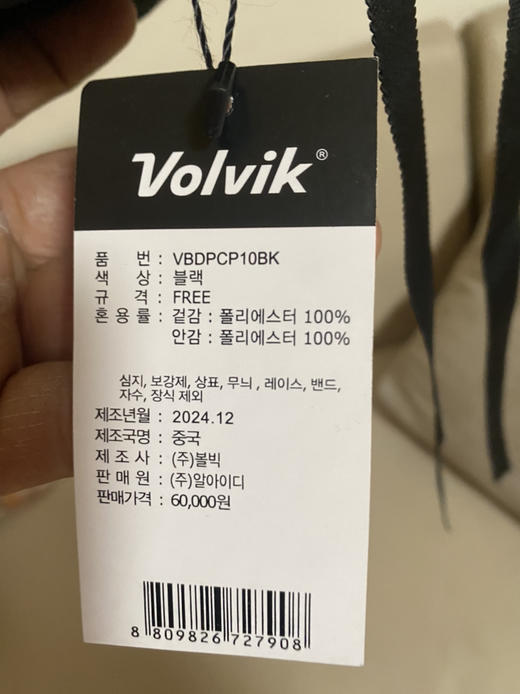 Volvik®
품 번 : VBDPCP10BK
색 상 : 블랙
규 격 : FREE
혼 용 률 : 겉감 : 폴리에스터 100%
안감 : 폴리에스터 100%
심지, 보강제, 상표, 무늬 , 레이스, 밴드,
자수, 장식 제외
제조년월 : 2024.12
제조국명 : 중국
제 조 사 : (주)볼빅
판 매 원 : (주)알아이디
판매가격 : 60,000원
8 809826 727908